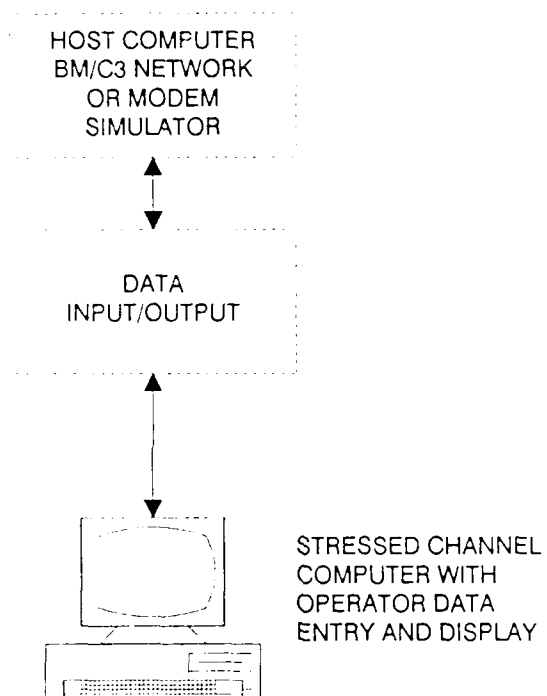 HOST COMPUTER
BM/C3 NETWORK
OR MODEM
SIMULATOR
DATA
INPUT/OUTPUT
STRESSED CHANNEL
COMPUTER WITH
OPERATOR DATA
ENTRY AND DISPLAY